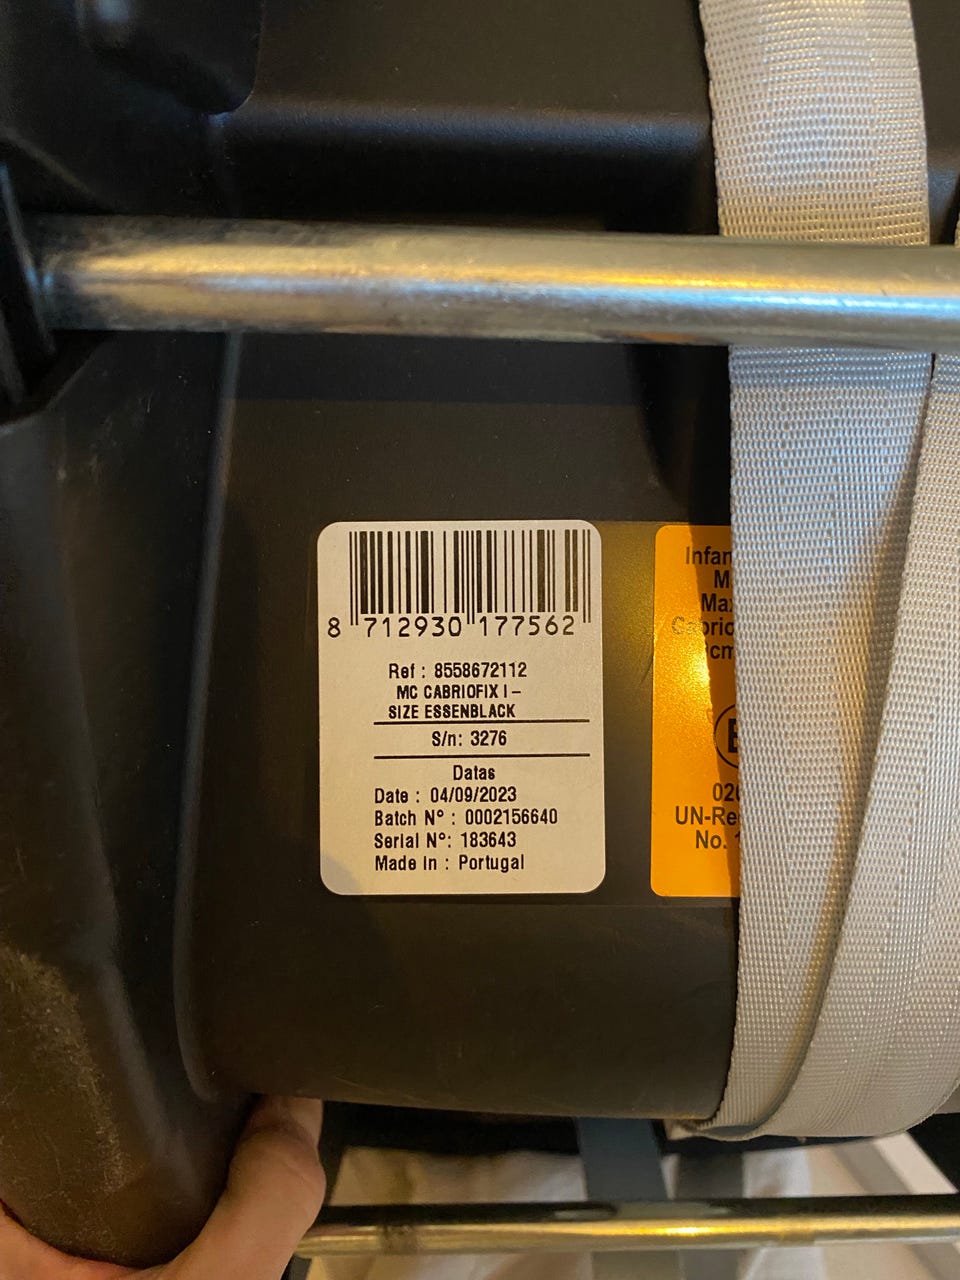 8 712930 177562
Ref : 8558672112
MC CABRIOFIX I -
SIZE ESSENBLACK
S/n: 3276
Datas
Date : 04/09/2023
Batch N° : 0002156640
Serial N°: 183643
Made in : Portugal
UN-Re
No.